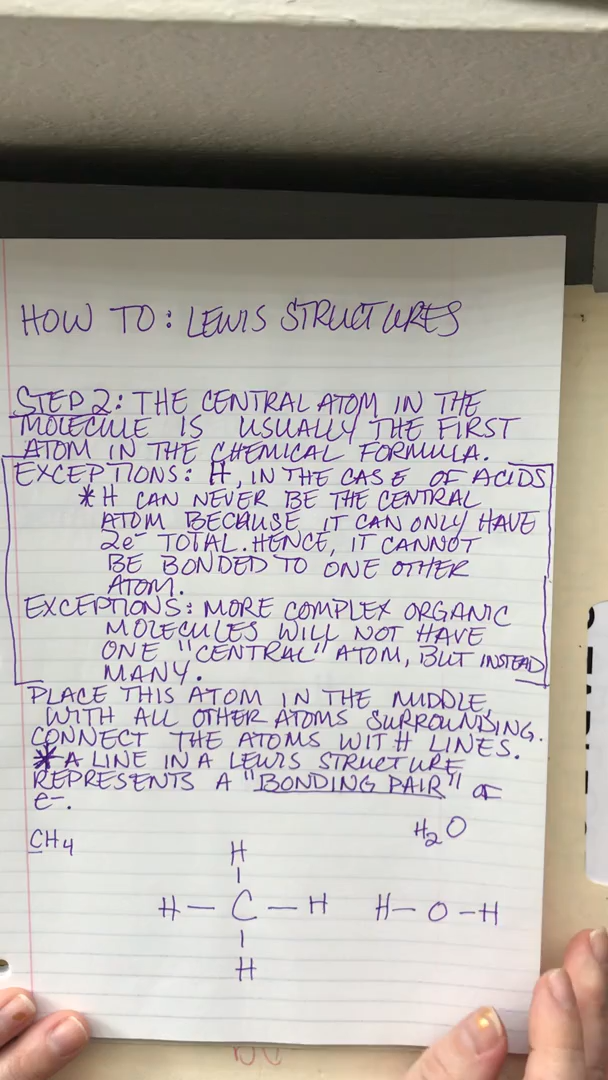 HOW TO: LEWIS STRUCTURES
STEP 2: THE CENTRAL ATOM IN THE
MOLECULE IS USUALLY THE FIRST
ATOM IN THE CHEMICAL FORMULA.
EXCEPTIONS: H, IN THE CASE OF ACIDS
*H CAN NEVER BE THE CENTRAL
ATOM BECAUSE IT CAN ONLY HAVE
2e⁻ TOTAL. HENCE, IT CANNOT
BE BONDED TO ONE OTHER
ATOM.
EXCEPTIONS: MORE COMPLEX ORGANIC
MOLECULES WILL NOT HAVE
ONE "CENTRAL" ATOM, BUT INSTEAD
MANY.
PLACE THIS ATOM IN THE MIDDLE,
WITH ALL OTHER ATOMS SURROUNDING.
CONNECT THE ATOMS WITH LINES.
*A LINE IN A LEWIS STRUCTURE
REPRESENTS A "BONDING PAIR" OF
e⁻.
CH₄ H₂O
H
|
H — C — H H — O — H
|
H